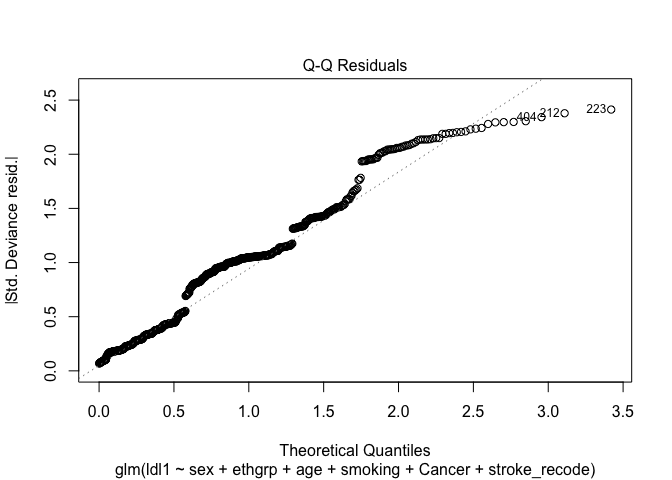 Q-Q Residuals
|Std. Deviance resid.|
2.5
2.0
1.5
1.0
0.5
0.0
404
212
223
0.0 0.5 1.0 1.5 2.0 2.5 3.0 3.5
Theoretical Quantiles
glm(ldl1 ~ sex + ethgrp + age + smoking + Cancer + stroke_recode)